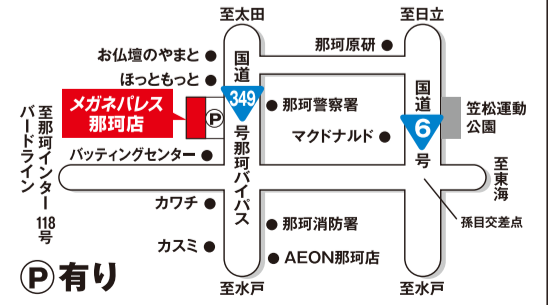 至太田
至日立
お仏壇のやまと
ほっともっと
メガネパレス
那珂店
P
国道
349
号那珂バイパス
那珂原研
那珂警察署
マクドナルド
国道
6
号
笠松運動
公園
バッティングセンター
至那珂インター
バードライン
118号
至東海
カワチ
カスミ
那珂消防署
AEON那珂店
孫目交差点
P有り
至水戸
至水戸